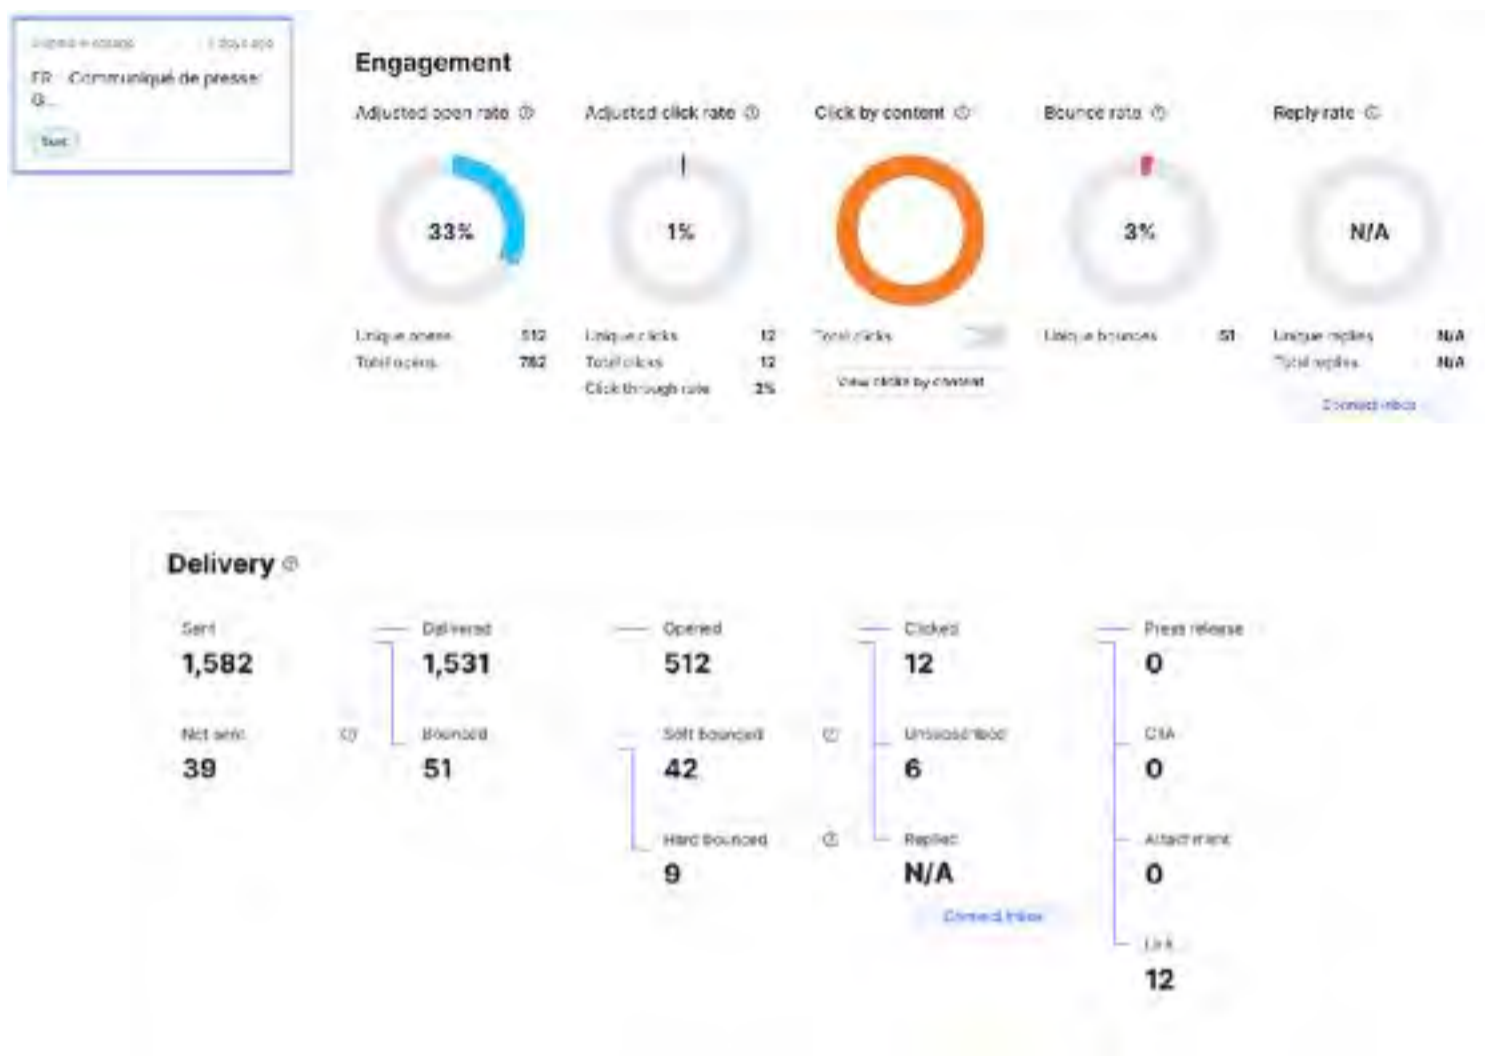 days ago
FR - Communiqué de presse:
G...
Sent
Engagement
Adjusted open rate
Adjusted click rate
Click by content
Bounce rate
Reply rate
33%
1%
3%
N/A
Unique opens 512
Total opens 782
Unique clicks 12
Total clicks 12
Click through rate 2%
Total clicks
View clicks by content
Unique bounces 51
Unique replies N/A
Total replies N/A
Connect inbox
Delivery
Sent
1,582
Delivered
1,531
Opened
512
Clicked
12
Press release
0
Not sent
39
Bounced
51
Soft bounced
42
Unsubscribed
6
CTA
0
Hard bounced
9
Replied
N/A
Connect inbox
Attachment
0
Link
12